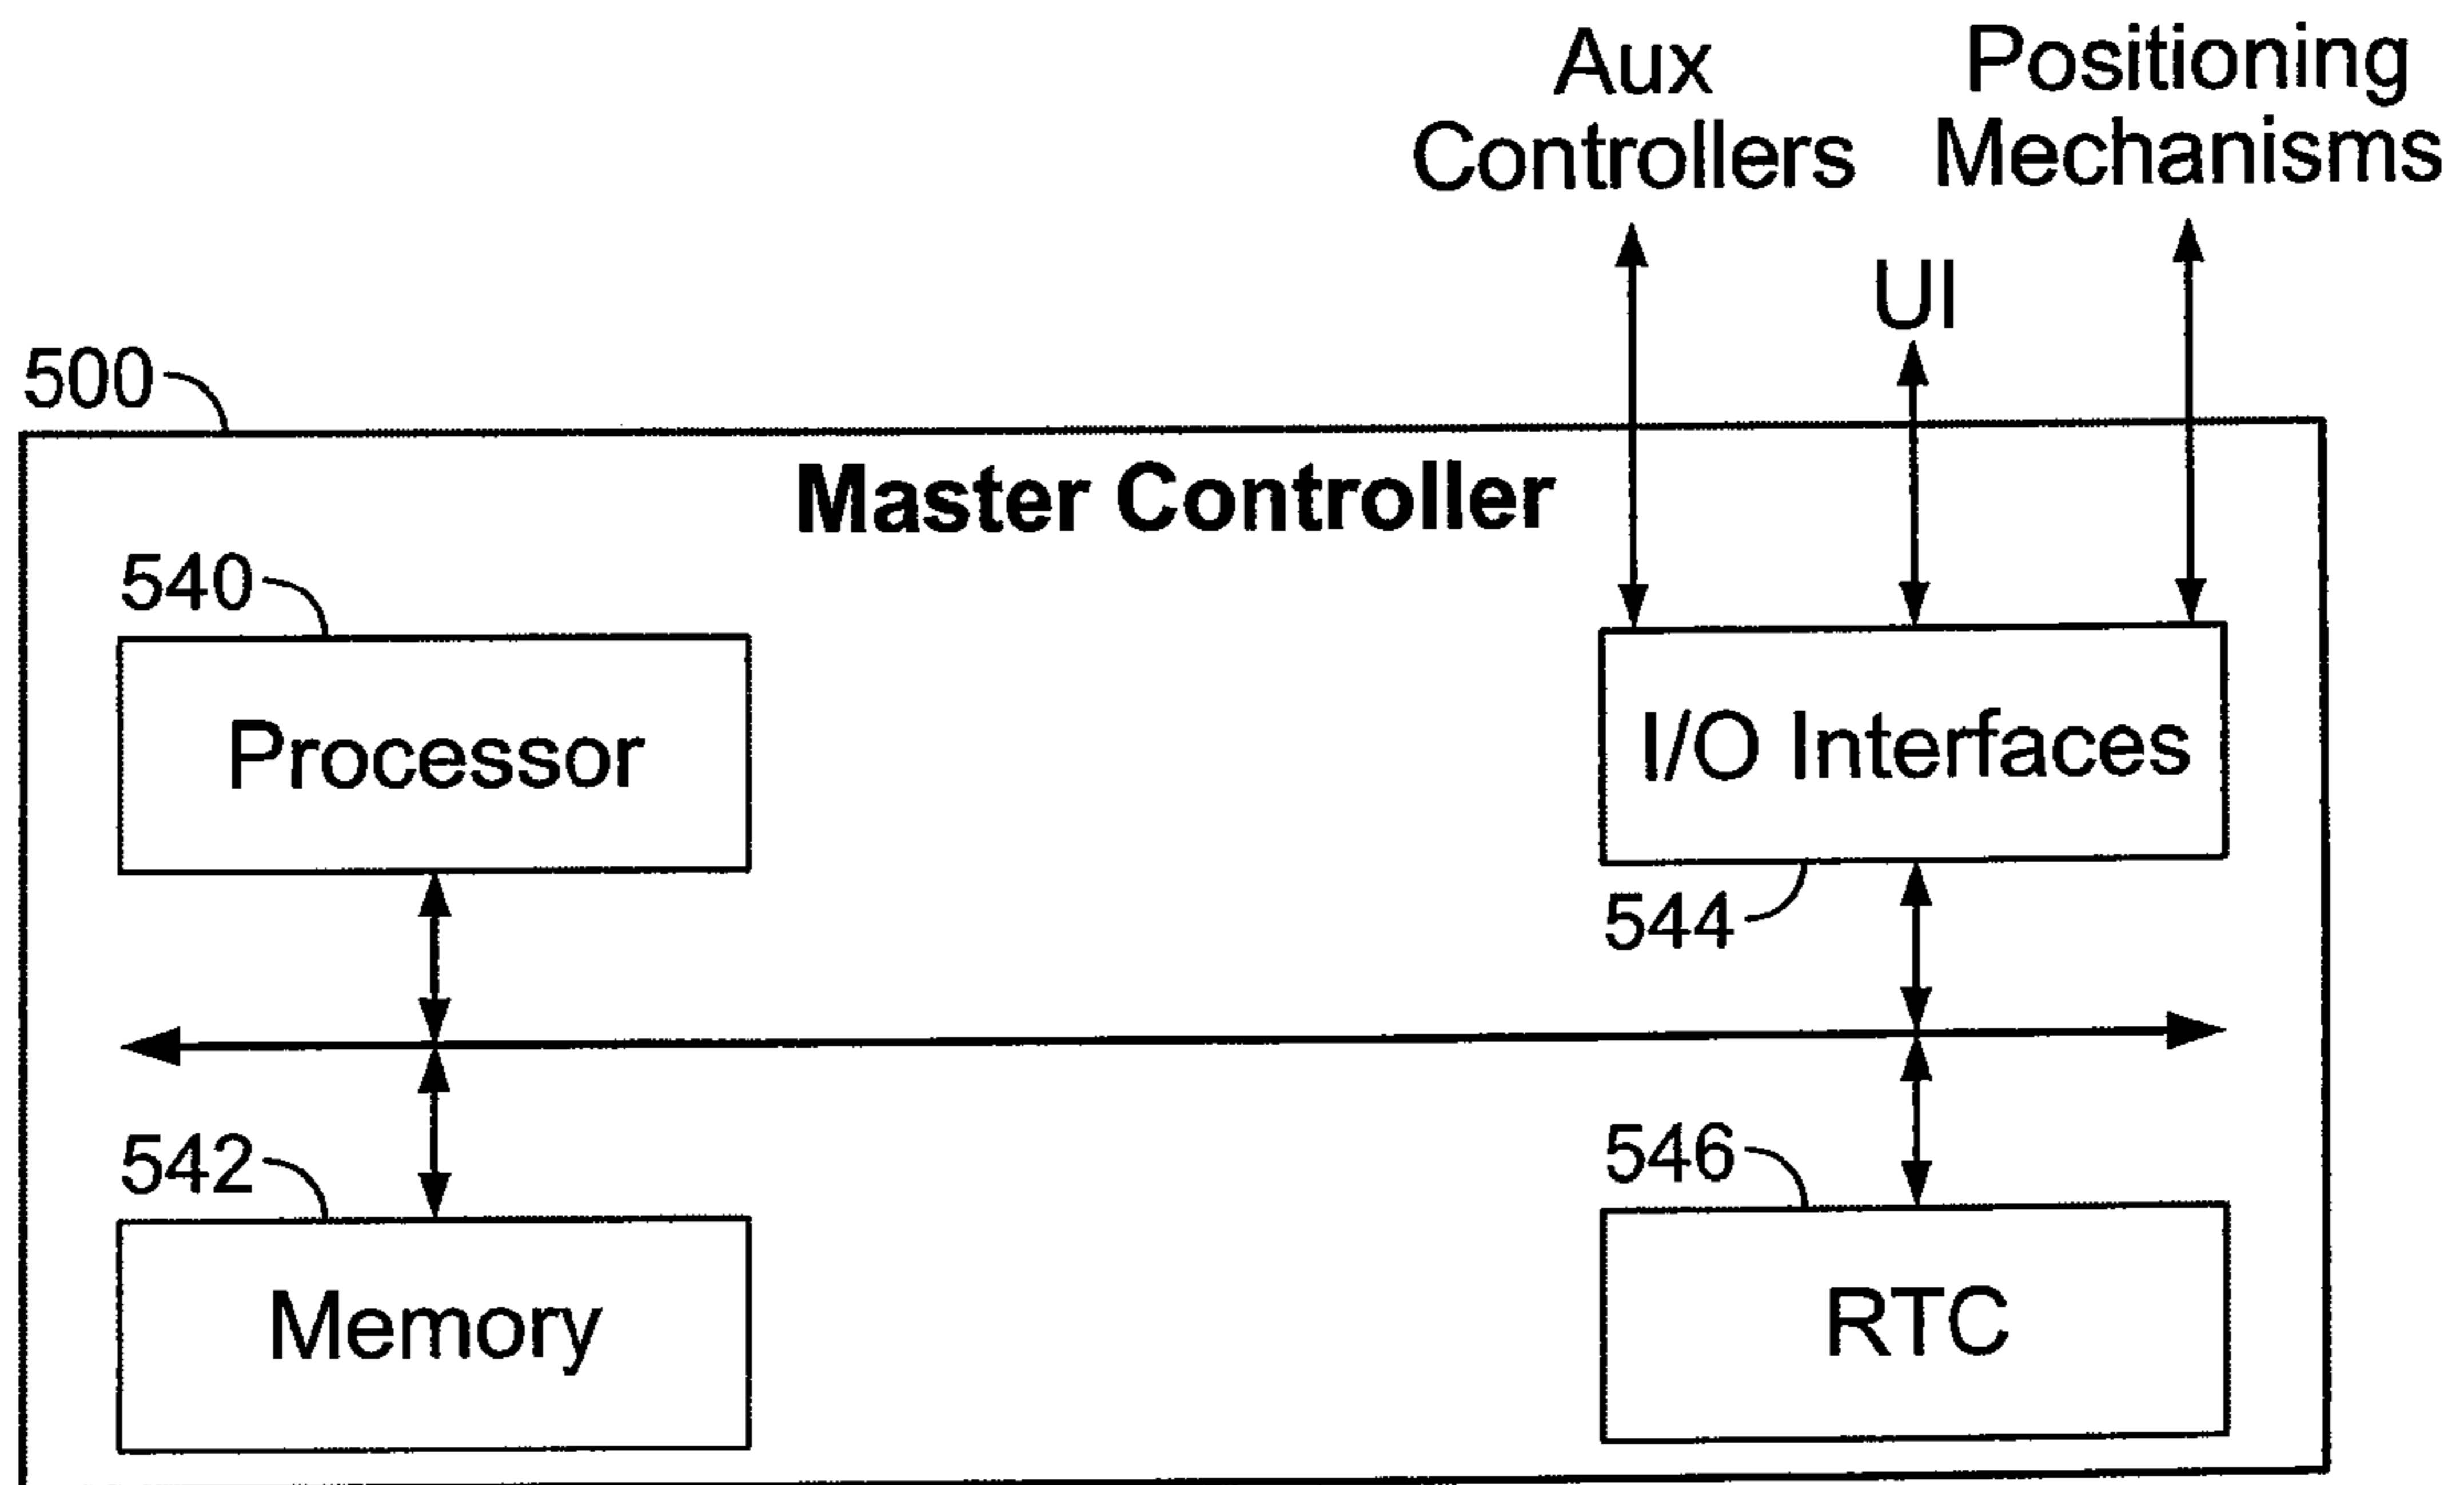 Aux
Controllers
Positioning
Mechanisms
UI
500
Master Controller
540
Processor
I/O Interfaces
544
542
Memory
546
RTC